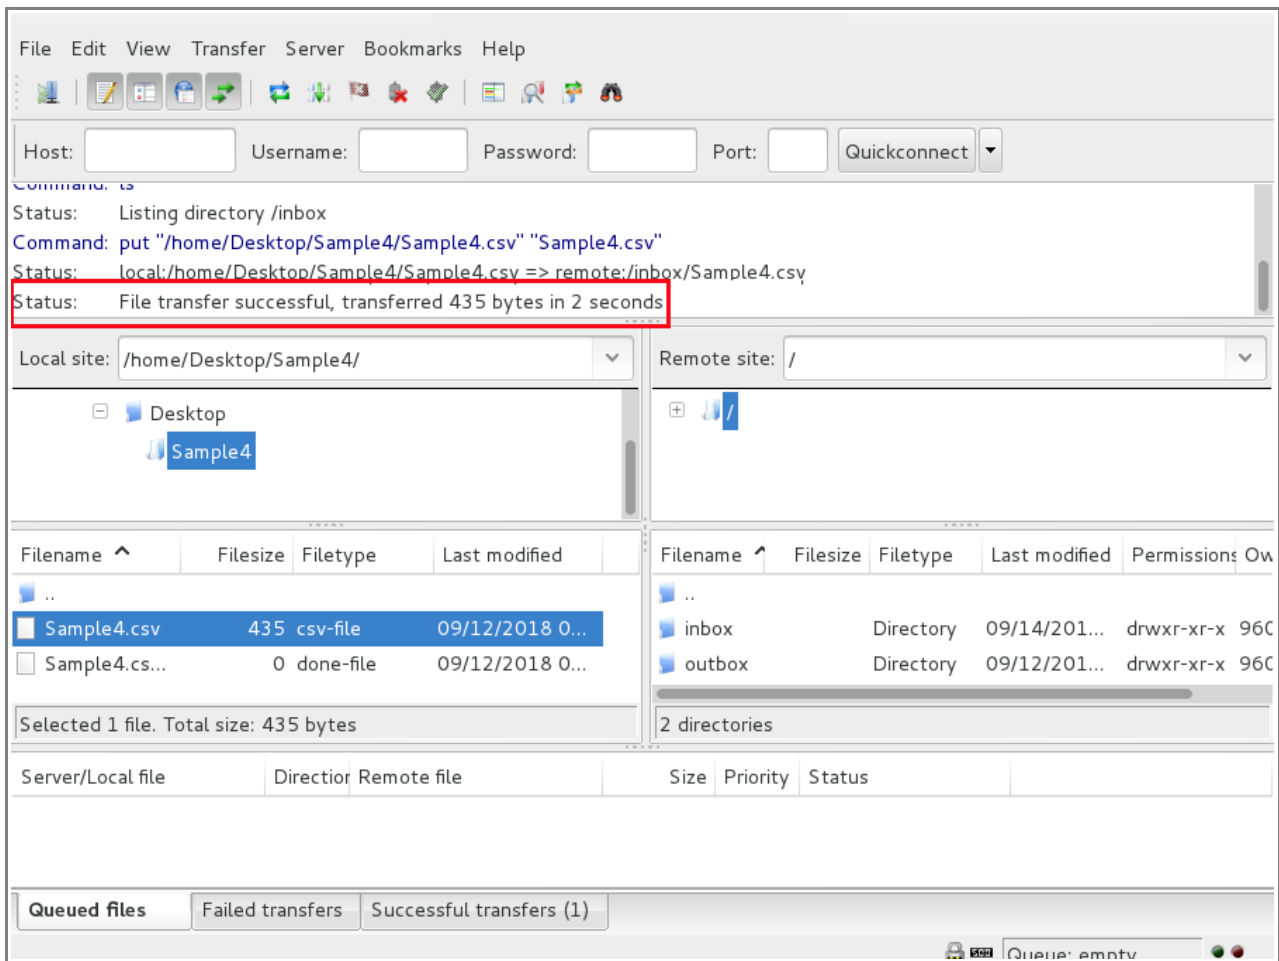 File Edit View Transfer Server Bookmarks Help
Host: Username: Password: Port: Quickconnect
Command: ls
Status: Listing directory /inbox
Command: put "/home/Desktop/Sample4/Sample4.csv" "Sample4.csv"
Status: local:/home/Desktop/Sample4/Sample4.csv => remote:/inbox/Sample4.csv
Status: File transfer successful, transferred 435 bytes in 2 seconds
Local site: /home/Desktop/Sample4/
Remote site: /
Desktop
Sample4
/
Filename Filesize Filetype Last modified
..
Sample4.csv 435 csv-file 09/12/2018 0...
Sample4.cs... 0 done-file 09/12/2018 0...
Selected 1 file. Total size: 435 bytes
Filename Filesize Filetype Last modified Permissions Ow
..
inbox Directory 09/14/201... drwxr-xr-x 960
outbox Directory 09/12/201... drwxr-xr-x 960
2 directories
Server/Local file Direction Remote file Size Priority Status
Queued files Failed transfers Successful transfers (1)
Queue: empty